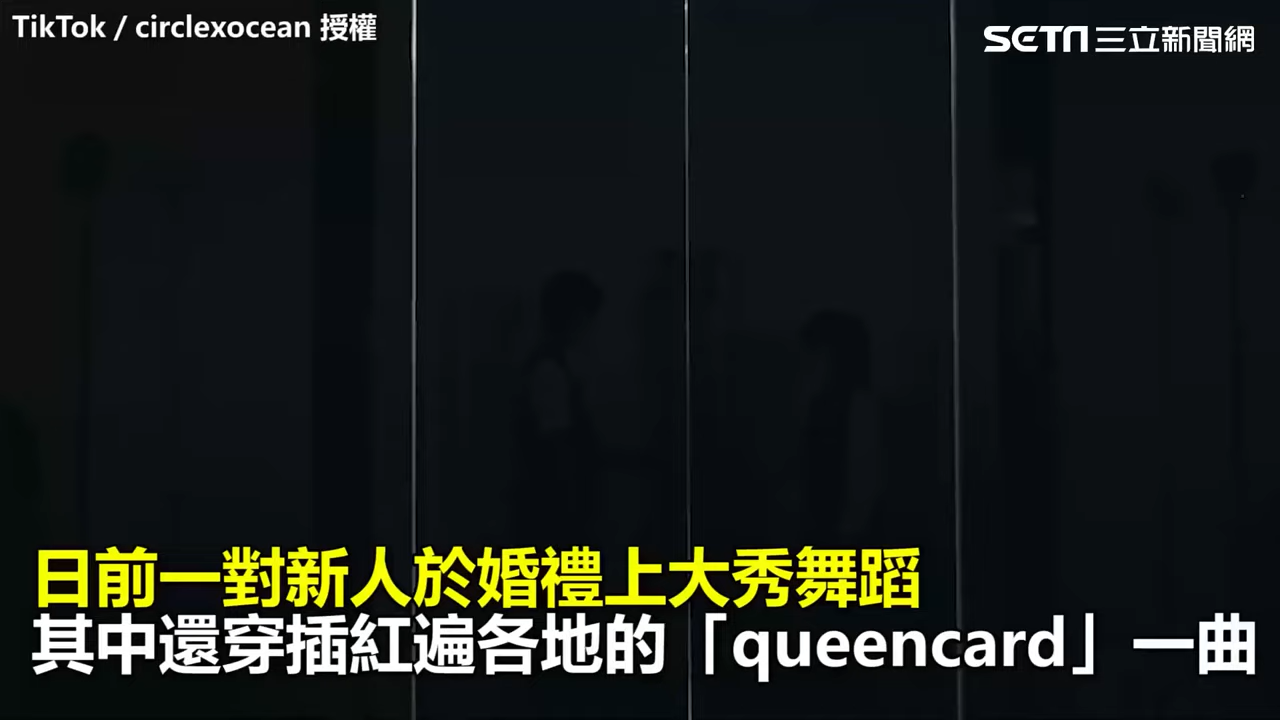 TikTok / circlexocean 授權
SETN三立新聞網
日前一對新人於婚禮上大秀舞蹈
其中還穿插紅遍各地的「queencard」一曲